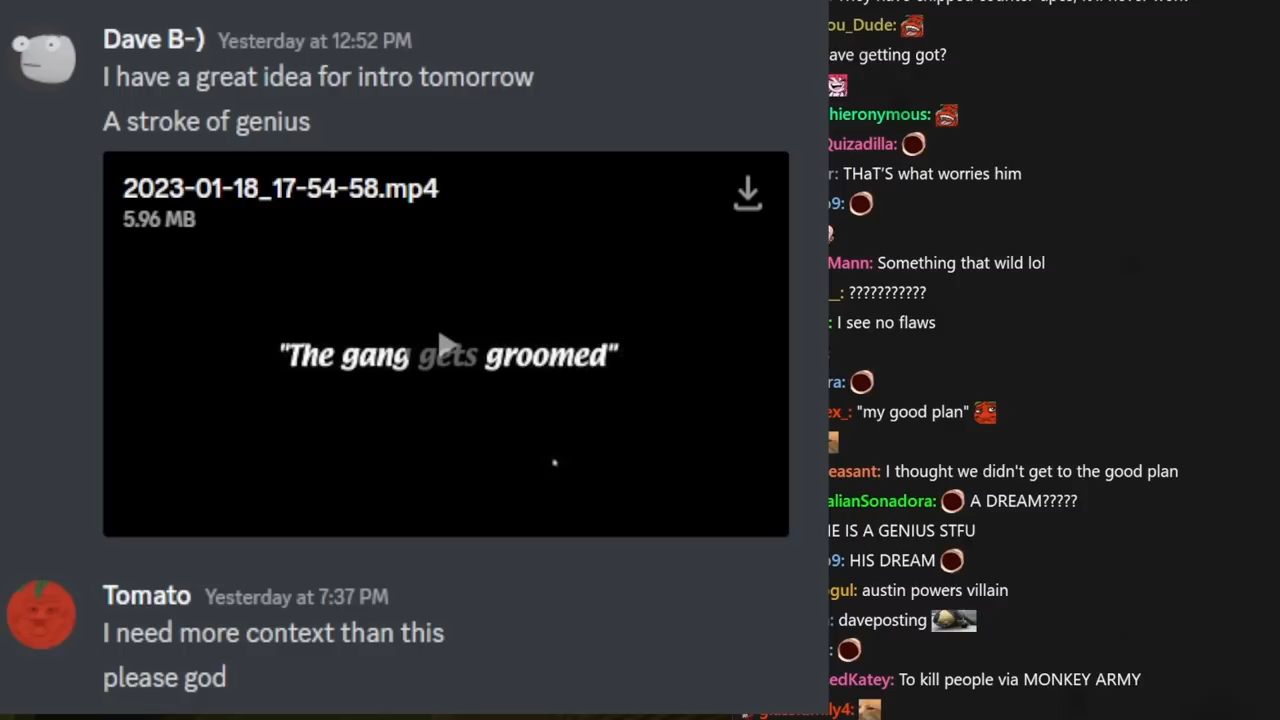 Dave B-) Yesterday at 12:52 PM
I have a great idea for intro tomorrow
A stroke of genius
2023-01-18_17-54-58.mp4
5.96 MB
"The gang gets groomed"
Tomato Yesterday at 7:37 PM
I need more context than this
please god
ou_Dude:
ave getting got?
hieronymous:
Quizadilla:
r: THaT'S what worries him
9:
Mann: Something that wild lol
_: ???????????
: I see no flaws
ra:
ex_: "my good plan"
easant: I thought we didn't get to the good plan
alianSonadora: A DREAM?????
IE IS A GENIUS STFU
9: HIS DREAM
gul: austin powers villain
: daveposting
:
edKatey: To kill people via MONKEY ARMY